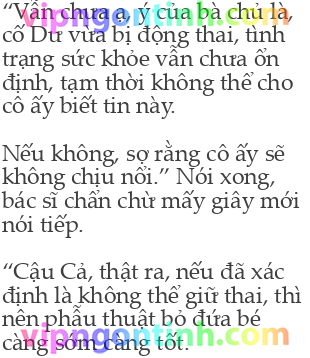 “Vẫn chưa ạ, ý của bà chủ là,
cố Dư vừa bị động thai, tình
trạng sức khỏe vẫn chưa ổn
định, tạm thời không thể cho
cô ấy biết tin này.
Nếu không, sợ rằng cô ấy sẽ
không chịu nổi.” Nói xong,
bác sĩ chẩn chừ mấy giây mới
nói tiếp.
“Cậu Cả, thật ra, nếu đã xác
định là không thể giữ thai, thì
nên phẫu thuật bỏ đứa bé
càng sớm càng tốt.
vipngontinh.com
vipngontinh.com